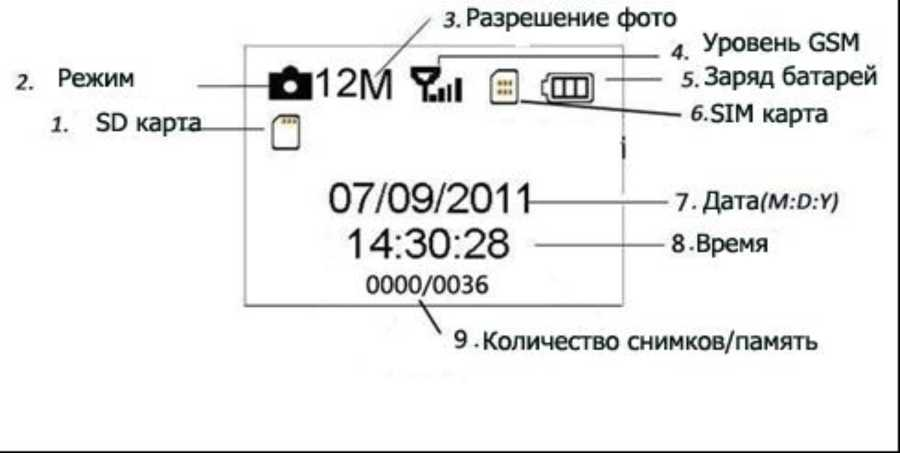 3. Разрешение фото
4. Уровень GSM
2. Режим
12M
5. Заряд батарей
6. SIM карта
1. SD карта
i
07/09/2011
7. Дата(M:D:Y)
14:30:28
8. Время
0000/0036
9. Количество снимков/память